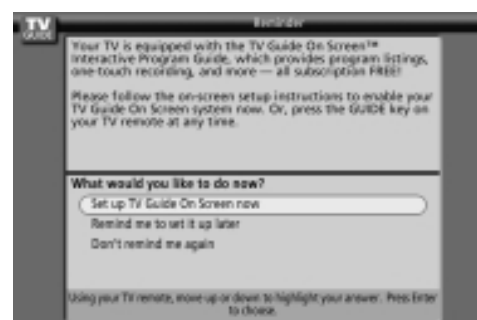 TV
GUIDE
Reminder
Your TV is equipped with the TV Guide On Screen™
Interactive Program Guide, which provides program listings,
one-touch recording, and more — all subscription FREE!
Please follow the on-screen setup instructions to enable your
TV Guide On Screen system now. Or, press the GUIDE key on
your TV remote at any time.
What would you like to do now?
Set up TV Guide On Screen now
Remind me to set it up later
Don't remind me again
Using your TV remote, move up or down to highlight your answer. Press Enter
to choose.